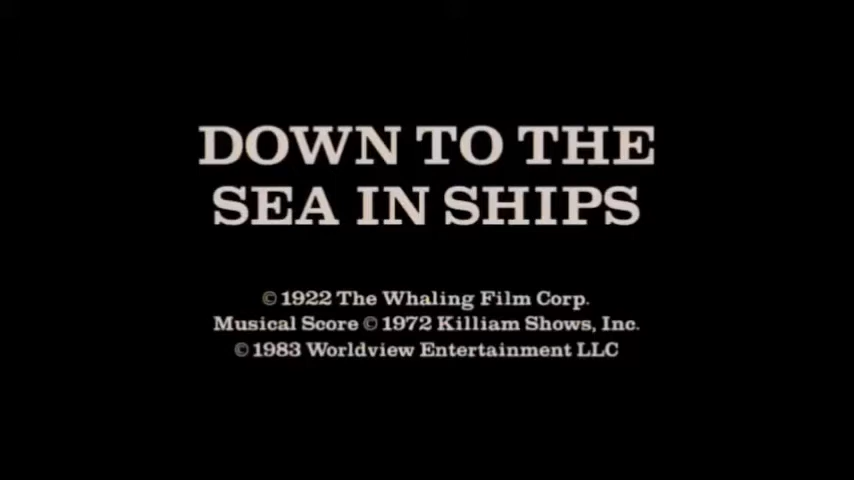 DOWN TO THE
SEA IN SHIPS
© 1922 The Whaling Film Corp.
Musical Score © 1972 Killiam Shows, Inc.
© 1983 Worldview Entertainment LLC